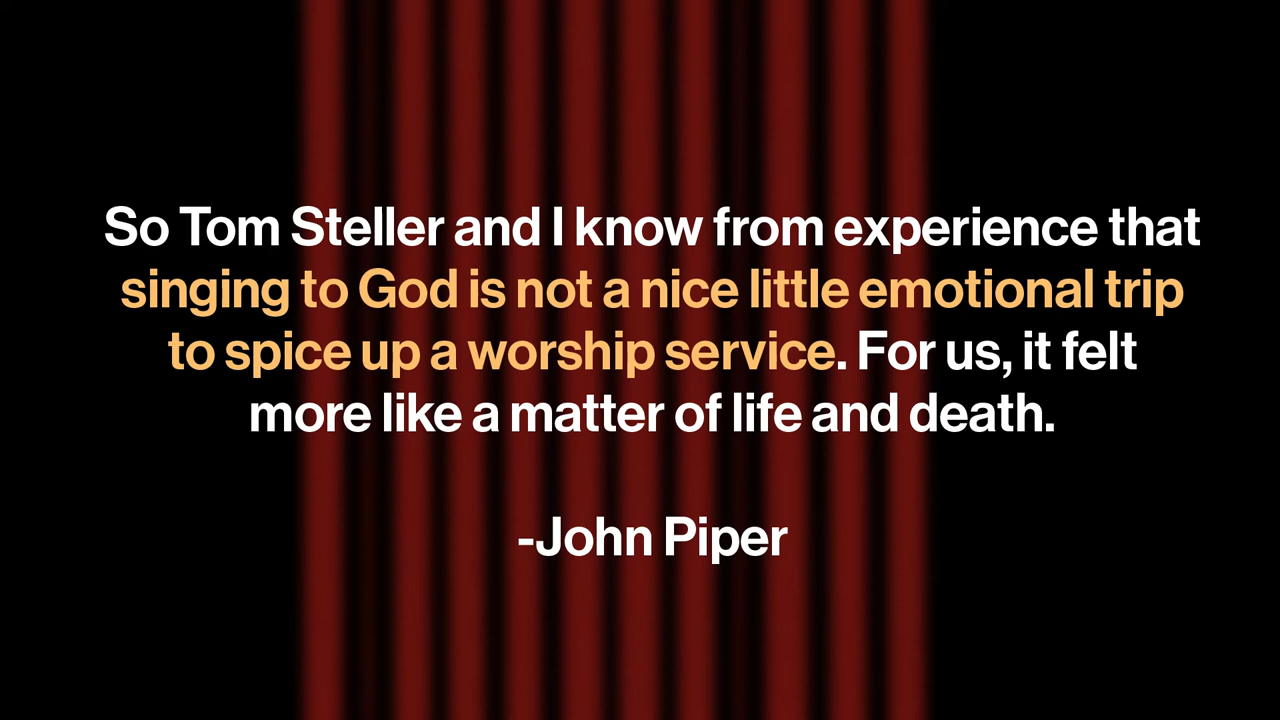 So Tom Steller and I know from experience that
singing to God is not a nice little emotional trip
to spice up a worship service. For us, it felt
more like a matter of life and death.
-John Piper